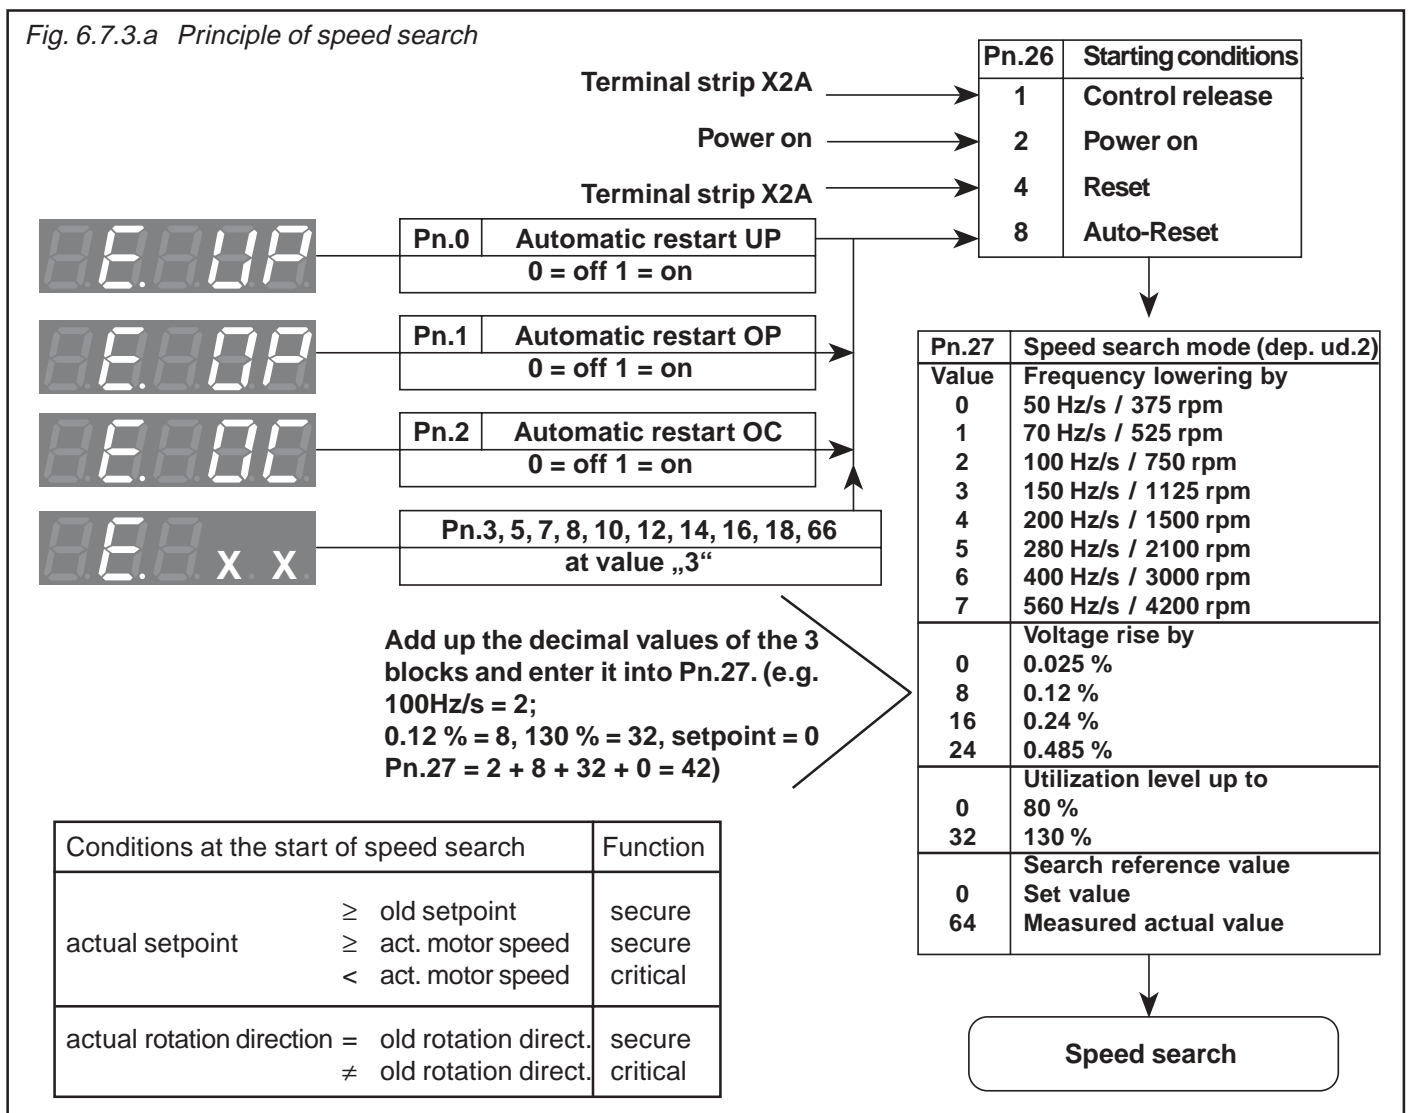 Fig. 6.7.3.a Principle of speed search
Terminal strip X2A
Power on
Terminal strip X2A
Pn.26 Starting conditions
1 Control release
2 Power on
4 Reset
8 Auto-Reset
E. UP
Pn.0 Automatic restart UP
0 = off 1 = on
E. OP
Pn.1 Automatic restart OP
0 = off 1 = on
E. OC
Pn.2 Automatic restart OC
0 = off 1 = on
E. x x
Pn.3, 5, 7, 8, 10, 12, 14, 16, 18, 66
at value „3“
Add up the decimal values of the 3
blocks and enter it into Pn.27. (e.g.
100Hz/s = 2;
0.12 % = 8, 130 % = 32, setpoint = 0
Pn.27 = 2 + 8 + 32 + 0 = 42)
Pn.27 Speed search mode (dep. ud.2)
Value Frequency lowering by
0 50 Hz/s / 375 rpm
1 70 Hz/s / 525 rpm
2 100 Hz/s / 750 rpm
3 150 Hz/s / 1125 rpm
4 200 Hz/s / 1500 rpm
5 280 Hz/s / 2100 rpm
6 400 Hz/s / 3000 rpm
7 560 Hz/s / 4200 rpm
Voltage rise by
0 0.025 %
8 0.12 %
16 0.24 %
24 0.485 %
Utilization level up to
0 80 %
32 130 %
Search reference value
0 Set value
64 Measured actual value
Speed search
Conditions at the start of speed search Function
≥ old setpoint secure
actual setpoint ≥ act. motor speed secure
< act. motor speed critical
actual rotation direction = old rotation direct. secure
≠ old rotation direct. critical